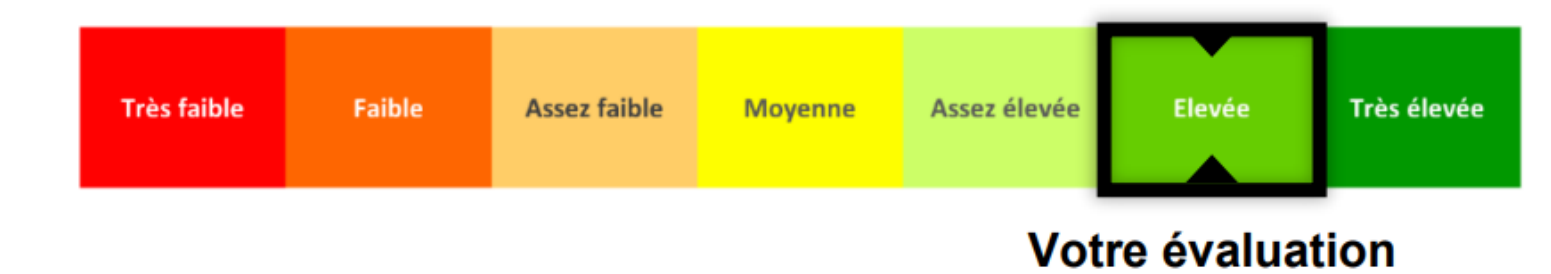 Très faible Faible Assez faible Moyenne Assez élevée Elevée Très élevée
Votre évaluation